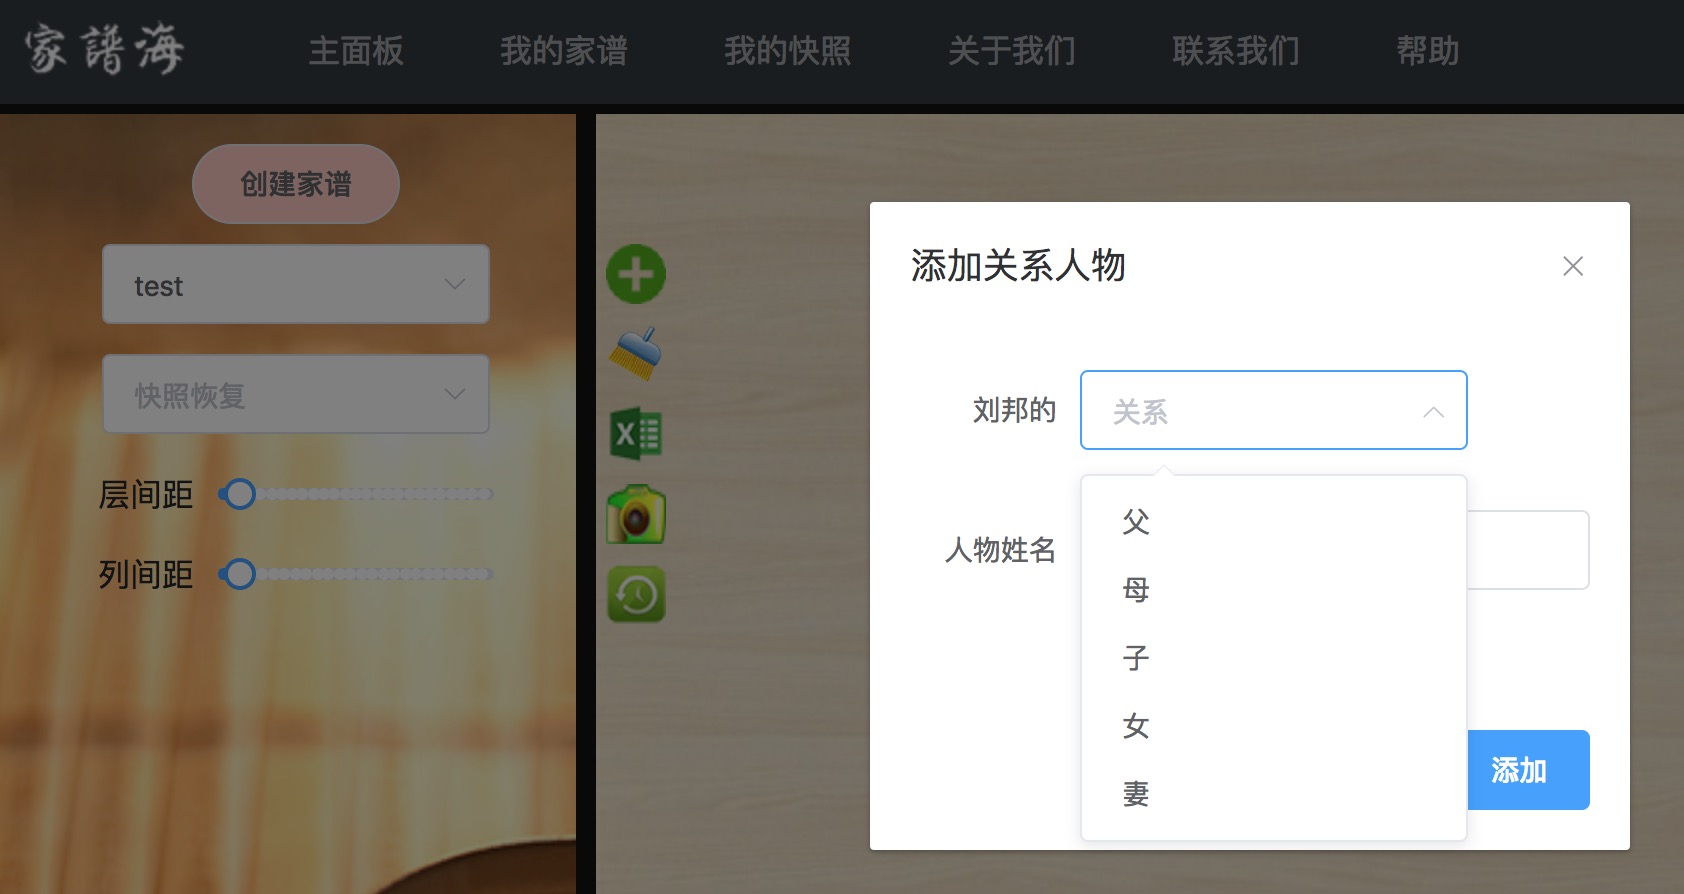 家譜海
主面板
我的家谱
我的快照
关于我们
联系我们
帮助
创建家谱
test
快照恢复
层间距
列间距
添加关系人物
刘邦的
关系
父
母
子
女
妻
人物姓名
添加